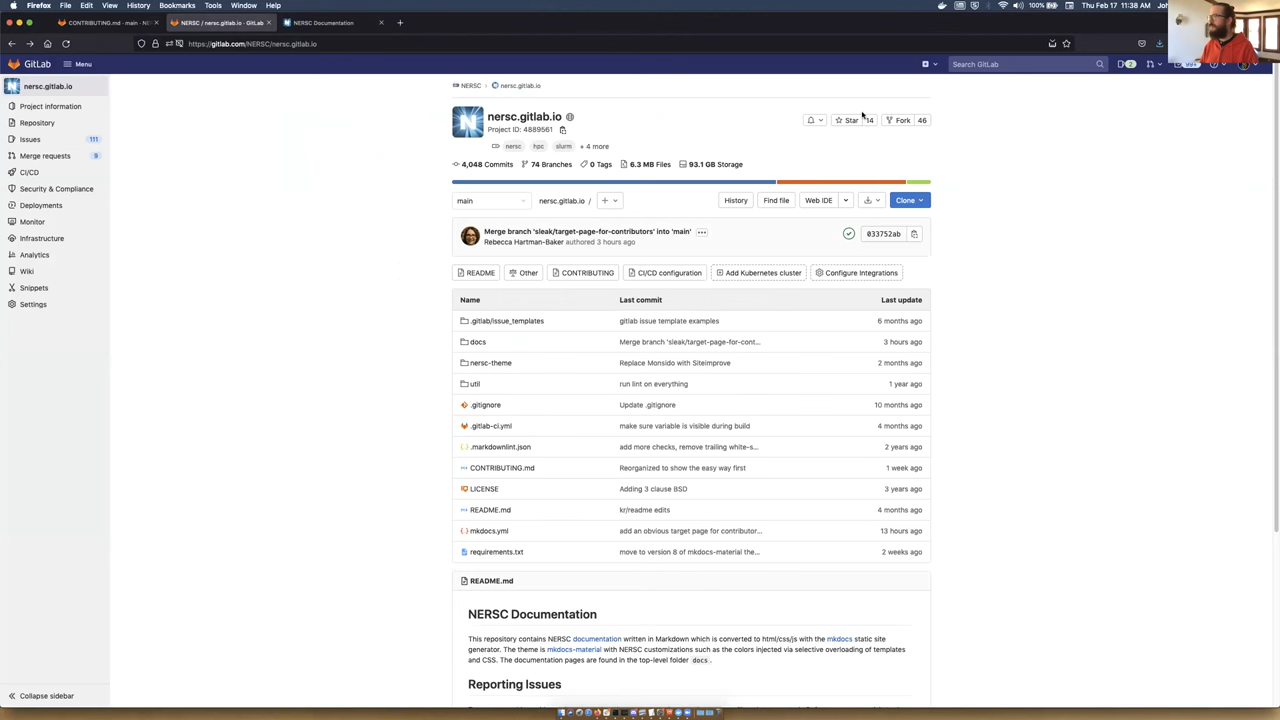 Firefox File Edit View History Bookmarks Tools Window Help
100% Thu Feb 17 11:38 AM
CONTRIBUTING.md · main · NERSC
NERSC / nersc.gitlab.io · GitLab
NERSC Documentation
https://gitlab.com/NERSC/nersc.gitlab.io
GitLab Menu
Search GitLab
2
nersc.gitlab.io
Project information
Repository
Issues 111
Merge requests 9
CI/CD
Security & Compliance
Deployments
Monitor
Infrastructure
Analytics
Wiki
Snippets
Settings
Collapse sidebar
NERSC > nersc.gitlab.io
nersc.gitlab.io
Project ID: 4889561
nersc hpc slurm + 4 more
Star 14 Fork 46
4,048 Commits 74 Branches 0 Tags 6.3 MB Files 93.1 GB Storage
main nersc.gitlab.io / +
History Find file Web IDE Clone
Merge branch 'sleak/target-page-for-contributors' into 'main' ...
Rebecca Hartman-Baker authored 3 hours ago
033752ab
README Other CONTRIBUTING CI/CD configuration Add Kubernetes cluster Configure Integrations
Name Last commit Last update
.gitlab/issue_templates gitlab issue template examples 6 months ago
docs Merge branch 'sleak/target-page-for-cont... 3 hours ago
nersc-theme Replace Monsido with Siteimprove 2 months ago
util run lint on everything 1 year ago
.gitignore Update .gitignore 10 months ago
.gitlab-ci.yml make sure variable is visible during build 4 months ago
.markdownlint.json add more checks, remove trailing white-s... 2 years ago
CONTRIBUTING.md Reorganized to show the easy way first 1 week ago
LICENSE Adding 3 clause BSD 3 years ago
README.md kr/readme edits 4 months ago
mkdocs.yml add an obvious target page for contributor... 13 hours ago
requirements.txt move to version 8 of mkdocs-material the... 2 weeks ago
README.md
NERSC Documentation
This repository contains NERSC documentation written in Markdown which is converted to html/css/js with the mkdocs static site
generator. The theme is mkdocs-material with NERSC customizations such as the colors injected via selective overloading of templates
and CSS. The documentation pages are found in the top-level folder docs.
Reporting Issues